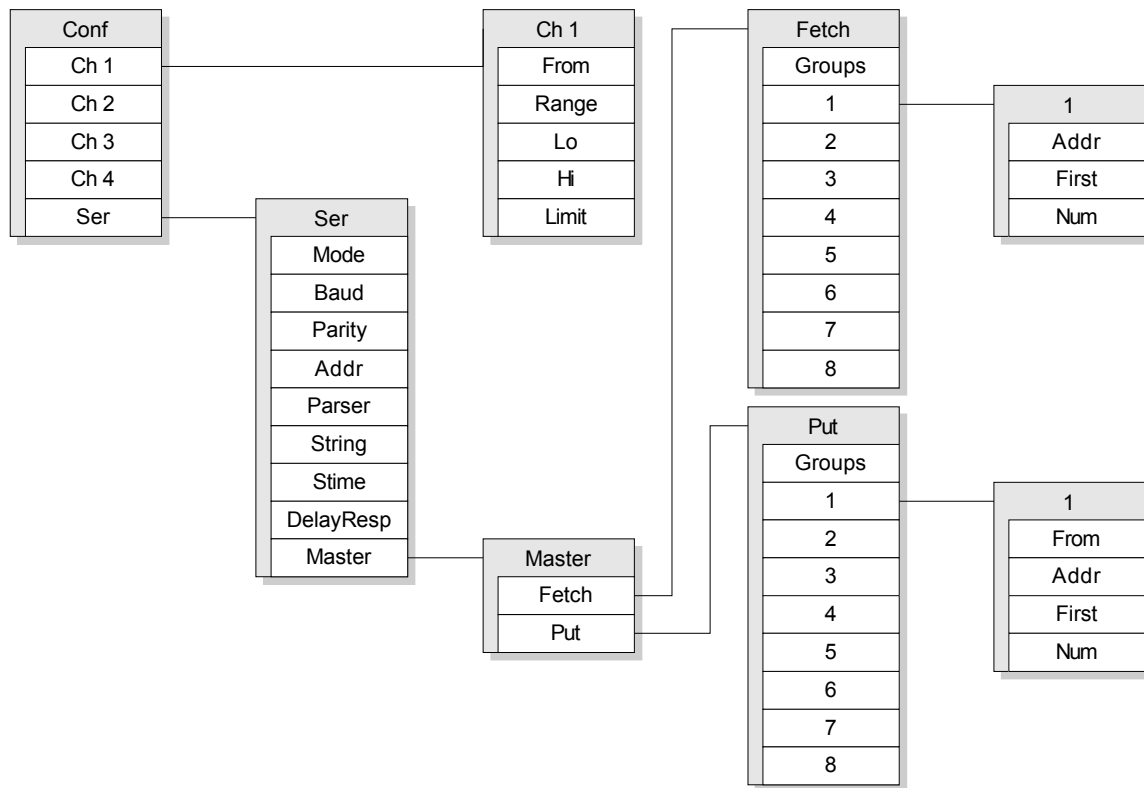 Conf
Ch 1
Ch 2
Ch 3
Ch 4
Ser
Ser
Mode
Baud
Parity
Addr
Parser
String
Stime
DelayResp
Master
Ch 1
From
Range
Lo
Hi
Limit
Master
Fetch
Put
Fetch
Groups
1
2
3
4
5
6
7
8
Put
Groups
1
2
3
4
5
6
7
8
1
Addr
First
Num
1
From
Addr
First
Num